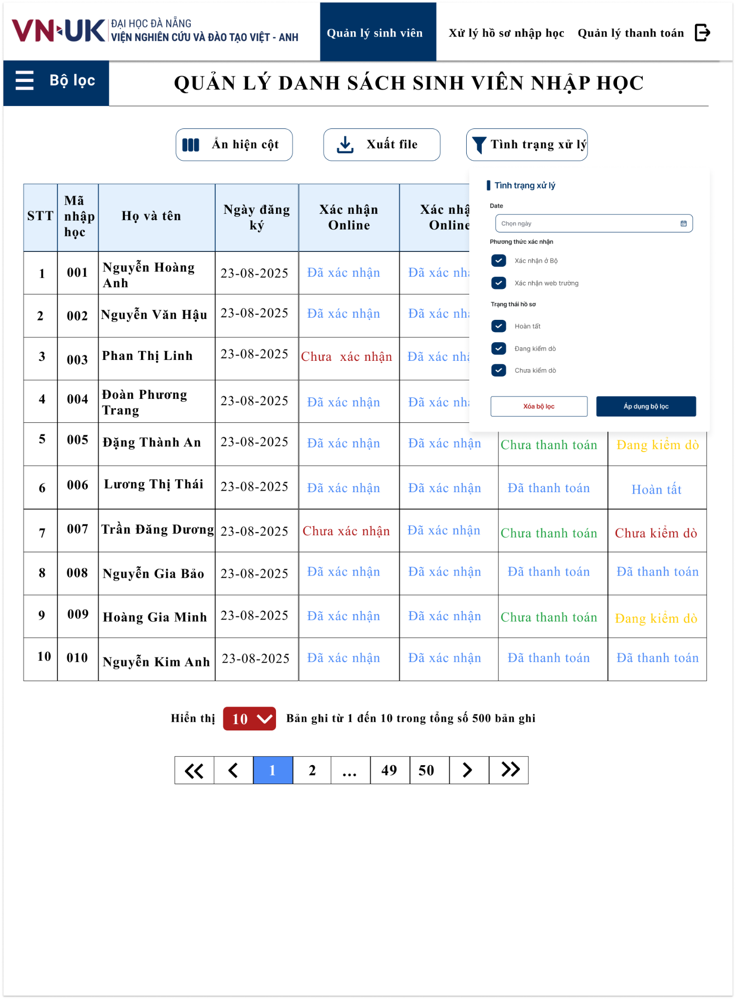 VN-UK
ĐẠI HỌC ĐÀ NẴNG
VIỆN NGHIÊN CỨU VÀ ĐÀO TẠO VIỆT - ANH
Quản lý sinh viên
Xử lý hồ sơ nhập học
Quản lý thanh toán
Bộ lọc
QUẢN LÝ DANH SÁCH SINH VIÊN NHẬP HỌC
Ẩn hiện cột
Xuất file
Tình trạng xử lý
Tình trạng xử lý
Date
Chọn ngày
Phương thức xác nhận
Xác nhận ở Bộ
Xác nhận web trường
Trạng thái hồ sơ
Hoàn tất
Đang kiểm dò
Chưa kiểm dò
Xóa bộ lọc
Áp dụng bộ lọc
STT
Mã
nhập
học
Họ và tên
Ngày đăng
ký
Xác nhận
Online
Xác nhậ
Online
1 001 Nguyễn Hoàng
Anh
23-08-2025 Đã xác nhận Đã xác nh
2 002 Nguyễn Văn Hậu 23-08-2025 Đã xác nhận Đã xác nh
3 003 Phan Thị Linh 23-08-2025 Chưa xác nhận Đã xác nh
4 004 Đoàn Phương
Trang
23-08-2025 Đã xác nhận Đã xác nh
5 005 Đặng Thành An 23-08-2025 Đã xác nhận Đã xác nhận Chưa thanh toán Đang kiểm dò
6 006 Lương Thị Thái 23-08-2025 Đã xác nhận Đã xác nhận Đã thanh toán Hoàn tất
7 007 Trần Đăng Dương 23-08-2025 Chưa xác nhận Đã xác nhận Chưa thanh toán Chưa kiểm dò
8 008 Nguyễn Gia Bảo 23-08-2025 Đã xác nhận Đã xác nhận Đã thanh toán Đã thanh toán
9 009 Hoàng Gia Minh 23-08-2025 Đã xác nhận Đã xác nhận Chưa thanh toán Đang kiểm dò
10 010 Nguyễn Kim Anh 23-08-2025 Đã xác nhận Đã xác nhận Đã thanh toán Đã thanh toán
Hiển thị 10 Bản ghi từ 1 đến 10 trong tổng số 500 bản ghi
1 2 ... 49 50